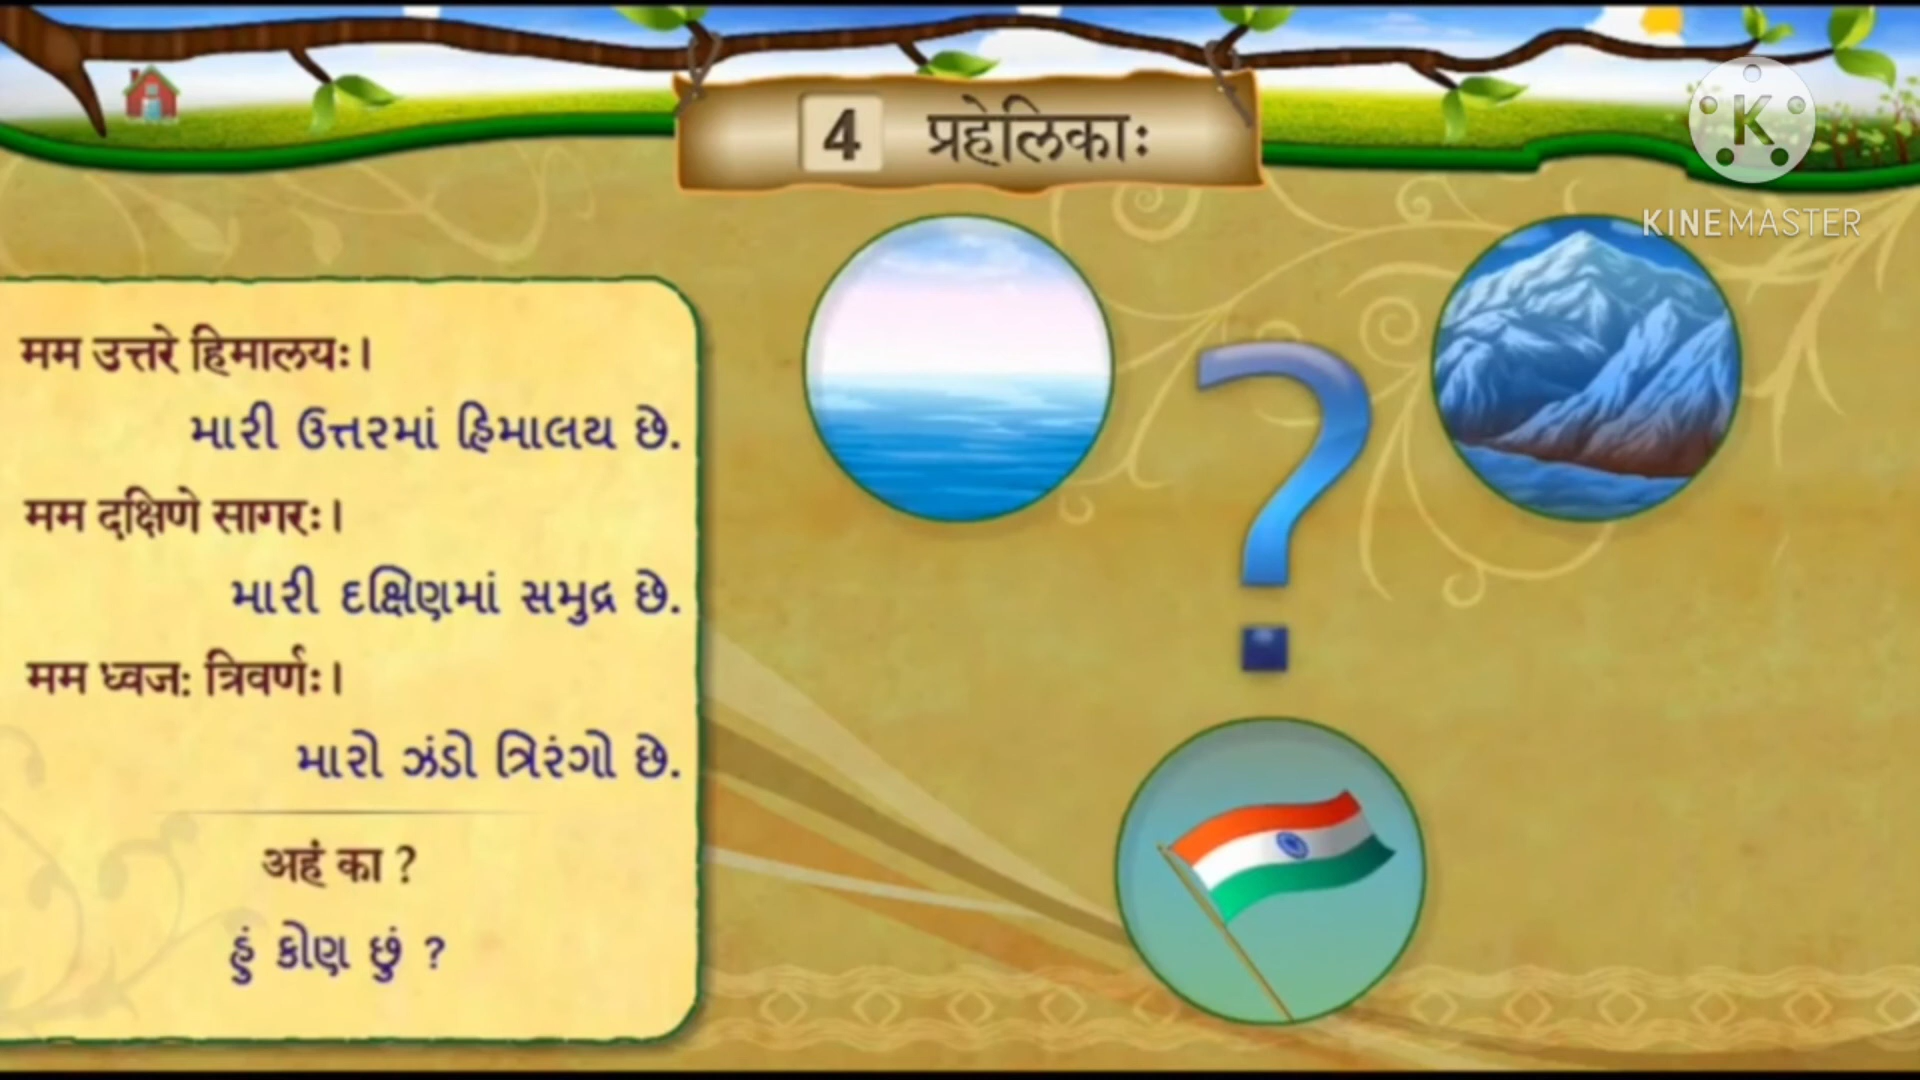 4 प्रहेलिकाः
KINEMASTER
मम उत्तरे हिमालयः।
મારી ઉત્તરમાં હિમાલય છે.
मम दक्षिणे सागरः।
મારી દક્ષિણમાં સમુદ્ર છે.
मम ध्वज: त्रिवर्णः।
મારો ઝંડો ત્રિરંગો છે.
अहं का ?
હું કોણ છું ?
?
K